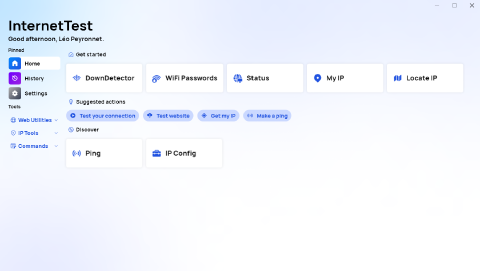 InternetTest
Good afternoon, Léo Peyronnet.
Pinned
Home
History
Settings
Tools
Web Utilities
IP Tools
Commands
Get started
DownDetector
WiFi Passwords
Status
My IP
Locate IP
Suggested actions
Test your connection
Test website
Get my IP
Make a ping
Discover
Ping
IP Config